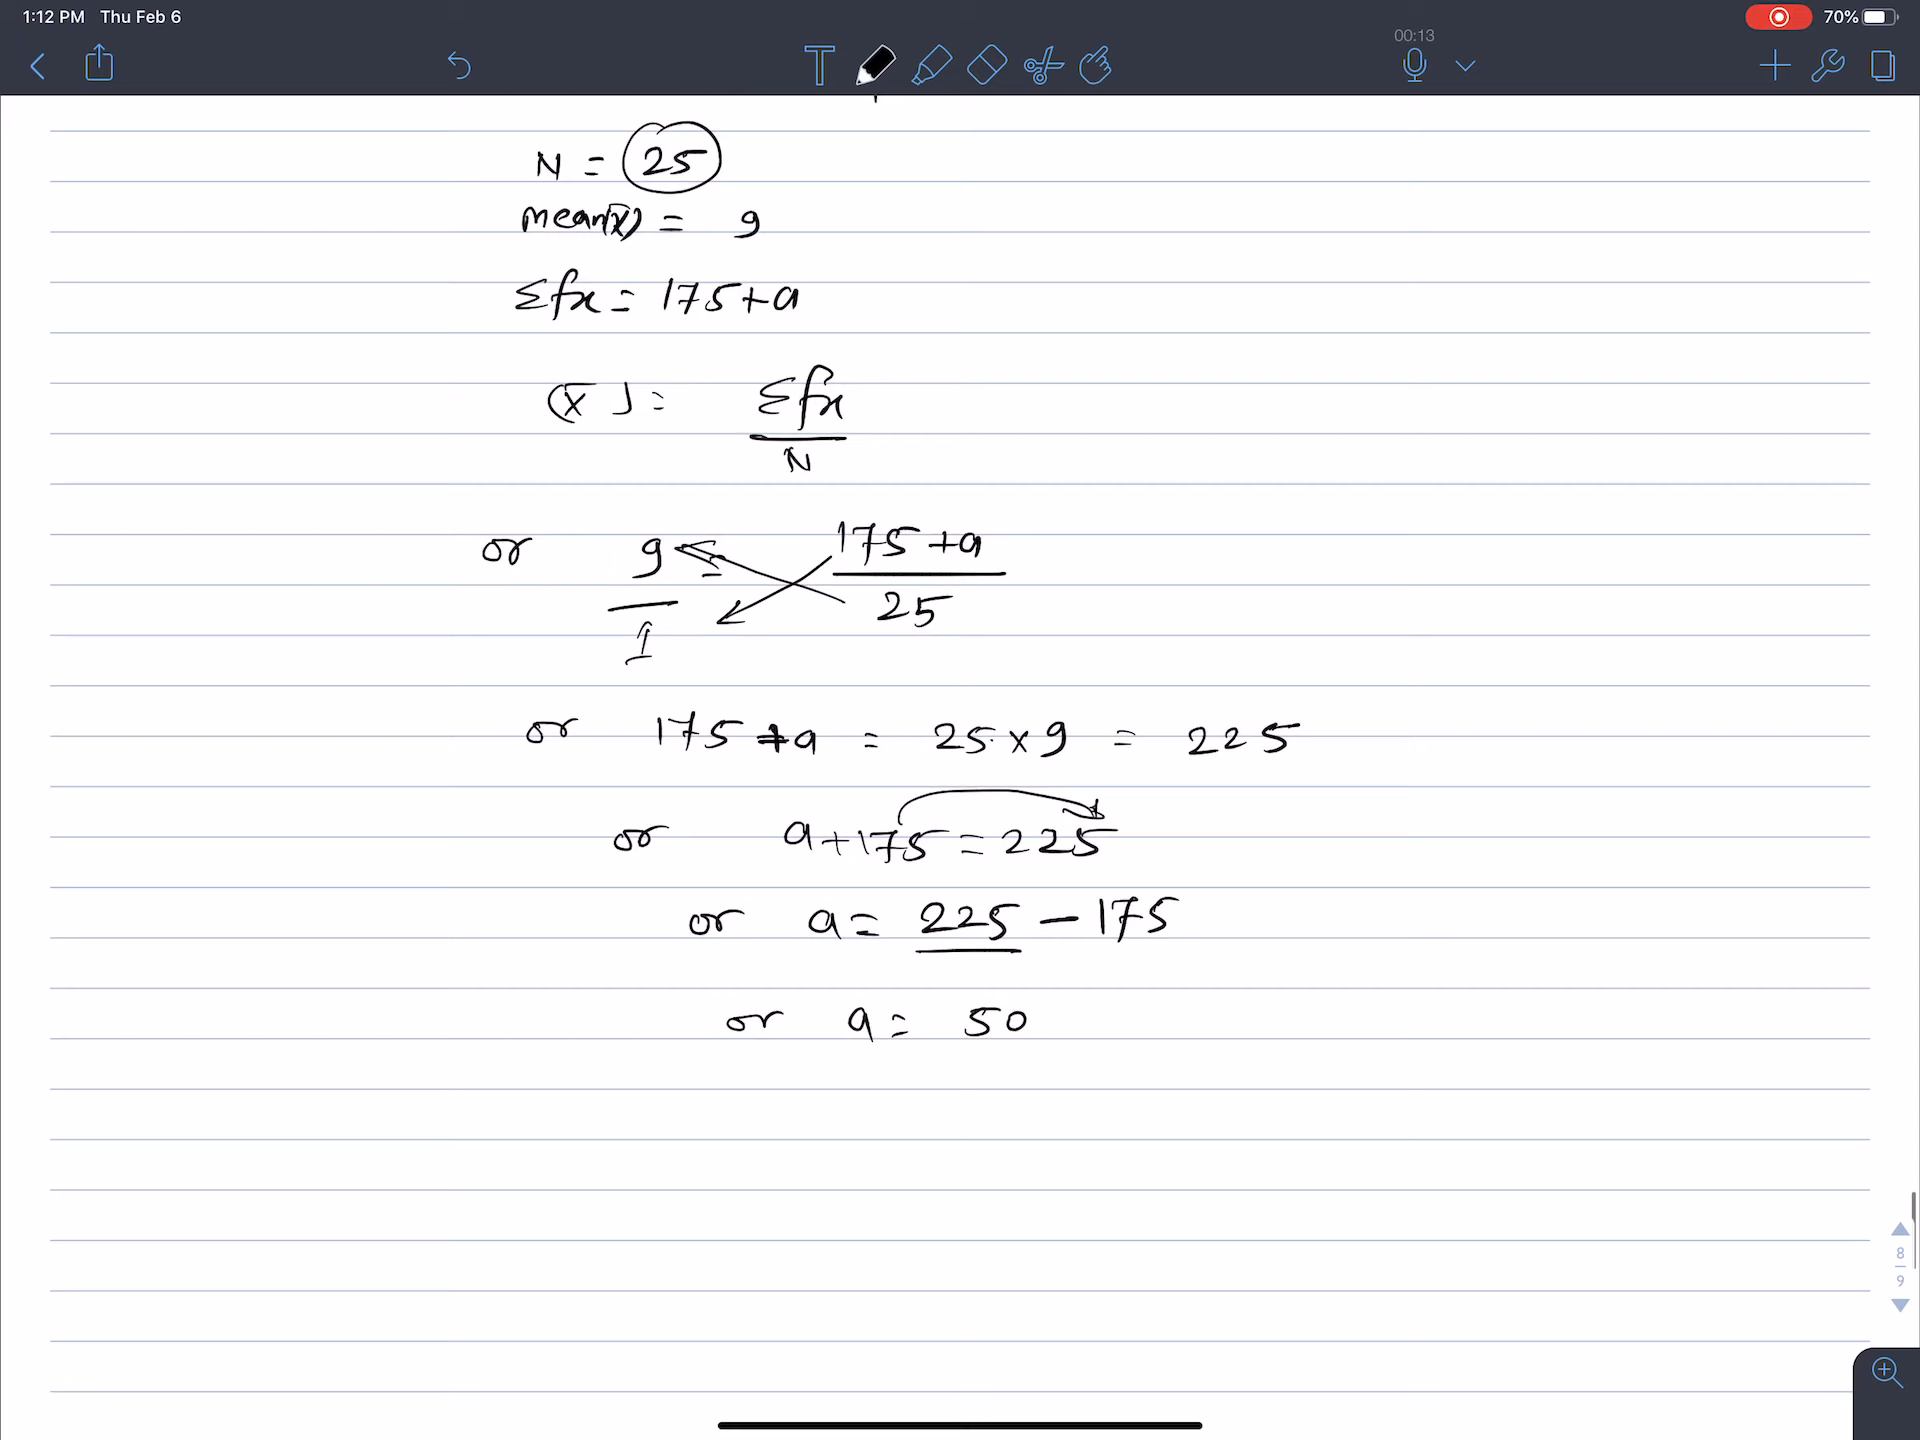 1:12 PM Thu Feb 6
70%
00:13
N = 25
mean(x̄) = 9
Σfx = 175+a
(x̄) = Σfx
N
or 9 = 175+a
1 25
or 175+a = 25×9 = 225
or a+175=225
or a= 225 – 175
or a= 50
8
9